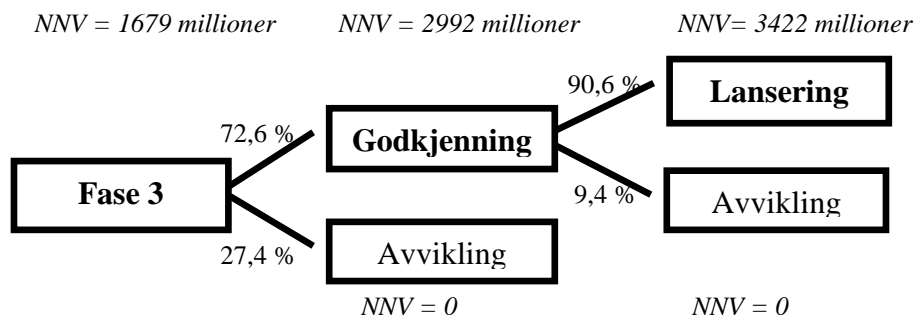 NNV = 1679 millioner NNV = 2992 millioner NNV= 3422 millioner
90,6 % Lansering
72,6 % Godkjenning
Fase 3 9,4 % Avvikling
27,4 % Avvikling
NNV = 0 NNV = 0